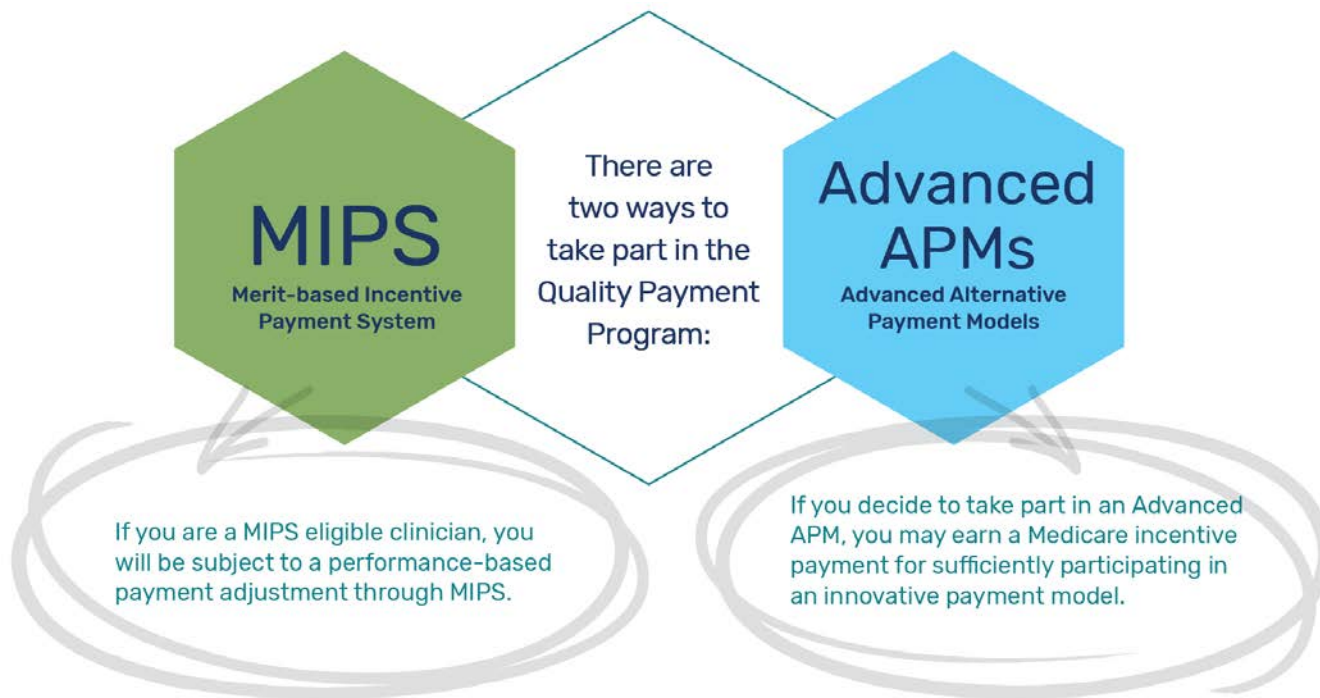 MIPS
Merit-based Incentive
Payment System
There are
two ways to
take part in the
Quality Payment
Program:
Advanced
APMs
Advanced Alternative
Payment Models
If you are a MIPS eligible clinician, you
will be subject to a performance-based
payment adjustment through MIPS.
If you decide to take part in an Advanced
APM, you may earn a Medicare incentive
payment for sufficiently participating in
an innovative payment model.